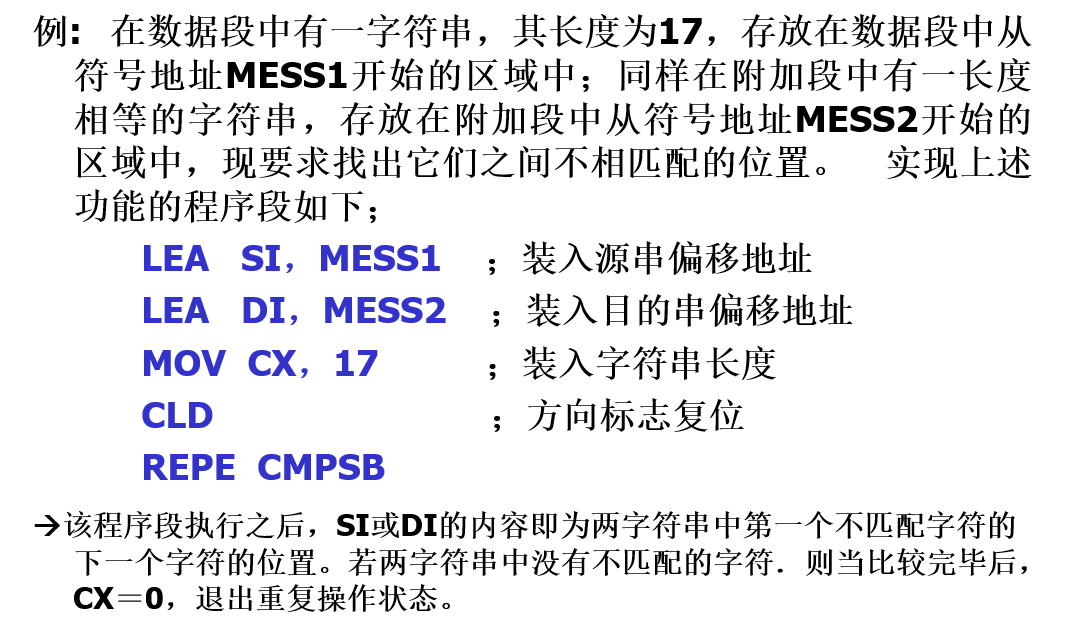 例: 在数据段中有一字符串，其长度为17，存放在数据段中从
符号地址MESS1开始的区域中；同样在附加段中有一长度
相等的字符串，存放在附加段中从符号地址MESS2开始的
区域中，现要求找出它们之间不相匹配的位置。 实现上述
功能的程序段如下；
LEA SI，MESS1 ；装入源串偏移地址
LEA DI，MESS2 ；装入目的串偏移地址
MOV CX，17 ；装入字符串长度
CLD ；方向标志复位
REPE CMPSB
→该程序段执行之后，SI或DI的内容即为两字符串中第一个不匹配字符的
下一个字符的位置。若两字符串中没有不匹配的字符．则当比较完毕后，
CX＝0，退出重复操作状态。